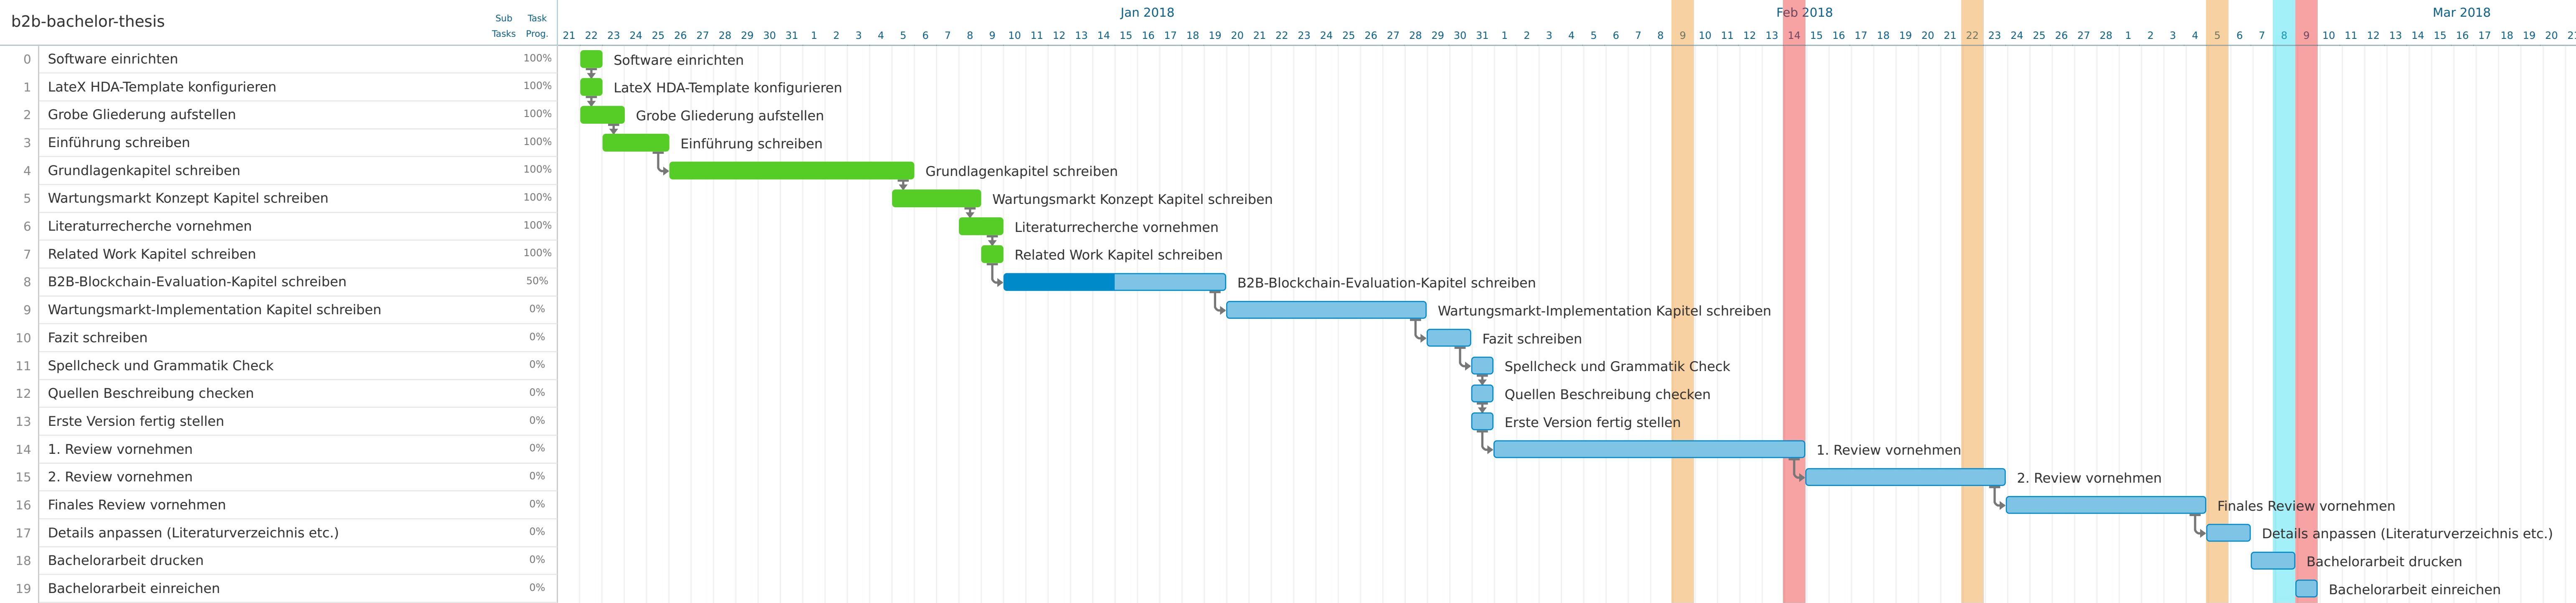 b2b-bachelor-thesis
Sub Tasks
Task Prog.
Jan 2018
Feb 2018
Mar 2018
21 22 23 24 25 26 27 28 29 30 31 1 2 3 4 5 6 7 8 9 10 11 12 13 14 15 16 17 18 19 20 21 22 23 24 25 26 27 28 29 30 31 1 2 3 4 5 6 7 8 9 10 11 12 13 14 15 16 17 18 19 20 21 22 23 24 25 26 27 28 1 2 3 4 5 6 7 8 9 10 11 12 13 14 15 16 17 18 19 20
0 Software einrichten 100% Software einrichten
1 LateX HDA-Template konfigurieren 100% LateX HDA-Template konfigurieren
2 Grobe Gliederung aufstellen 100% Grobe Gliederung aufstellen
3 Einführung schreiben 100% Einführung schreiben
4 Grundlagenkapitel schreiben 100% Grundlagenkapitel schreiben
5 Wartungsmarkt Konzept Kapitel schreiben 100% Wartungsmarkt Konzept Kapitel schreiben
6 Literaturrecherche vornehmen 100% Literaturrecherche vornehmen
7 Related Work Kapitel schreiben 100% Related Work Kapitel schreiben
8 B2B-Blockchain-Evaluation-Kapitel schreiben 50% B2B-Blockchain-Evaluation-Kapitel schreiben
9 Wartungsmarkt-Implementation Kapitel schreiben 0% Wartungsmarkt-Implementation Kapitel schreiben
10 Fazit schreiben 0% Fazit schreiben
11 Spellcheck und Grammatik Check 0% Spellcheck und Grammatik Check
12 Quellen Beschreibung checken 0% Quellen Beschreibung checken
13 Erste Version fertig stellen 0% Erste Version fertig stellen
14 1. Review vornehmen 0% 1. Review vornehmen
15 2. Review vornehmen 0% 2. Review vornehmen
16 Finales Review vornehmen 0% Finales Review vornehmen
17 Details anpassen (Literaturverzeichnis etc.) 0% Details anpassen (Literaturverzeichnis etc.)
18 Bachelorarbeit drucken 0% Bachelorarbeit drucken
19 Bachelorarbeit einreichen 0% Bachelorarbeit einreichen